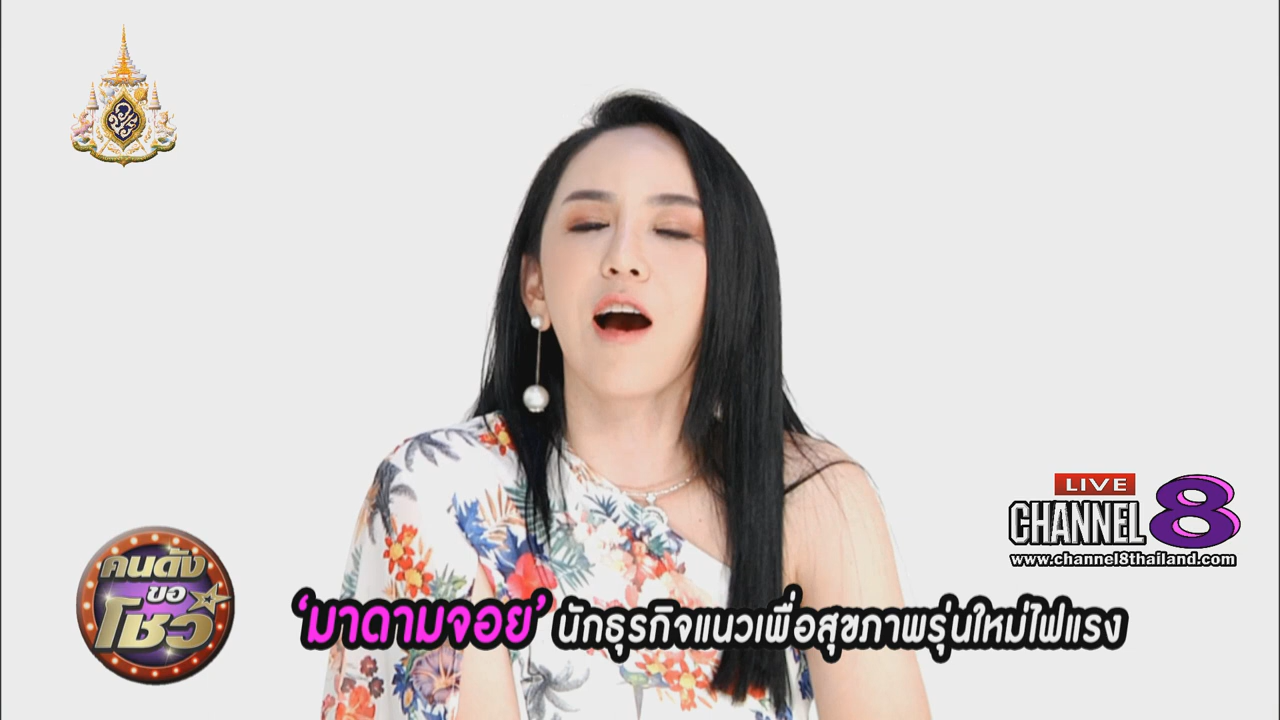 LIVE
CHANNEL 8
www.channel8thailand.com
คนดัง
ขอ
โชว์
‘มาดามจอย’ นักธุรกิจแนวเพื่อสุขภาพรุ่นใหม่ไฟแรง